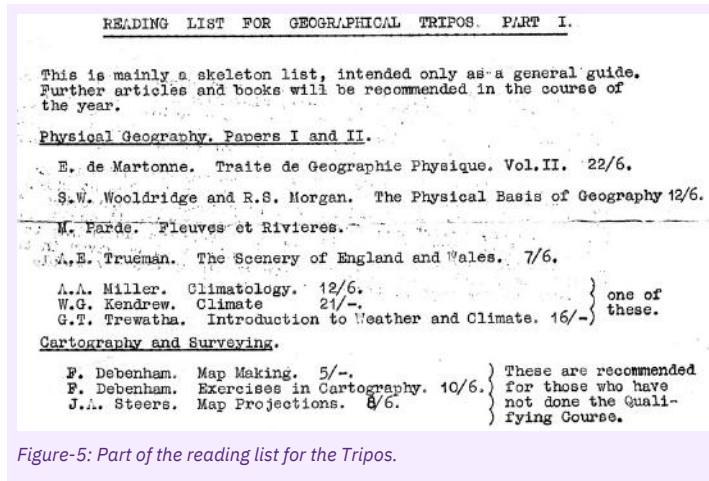 READING LIST FOR GEOGRAPHICAL TRIPOS. PART I.
This is mainly a skeleton list, intended only as a general guide.
Further articles and books will be recommended in the course of
the year.
Physical Geography. Papers I and II.
E. de Martonne. Traite de Geographie Physique. Vol.II. 22/6.
S.W. Wooldridge and R.S. Morgan. The Physical Basis of Geography 12/6.
M. Parde. Fleuves et Rivieres.
A.E. Trueman. The Scenery of England and Wales. 7/6.
A.A. Miller. Climatology. 12/6.
W.G. Kendrew. Climate 21/-. one of
G.T. Trewatha. Introduction to Weather and Climate. 16/- these.
Cartography and Surveying.
F. Debenham. Map Making. 5/-. These are recommended
F. Debenham. Exercises in Cartography. 10/6. for those who have
J.A. Steers. Map Projections. 8/6. not done the Quali-
fying Course.
Figure-5: Part of the reading list for the Tripos.